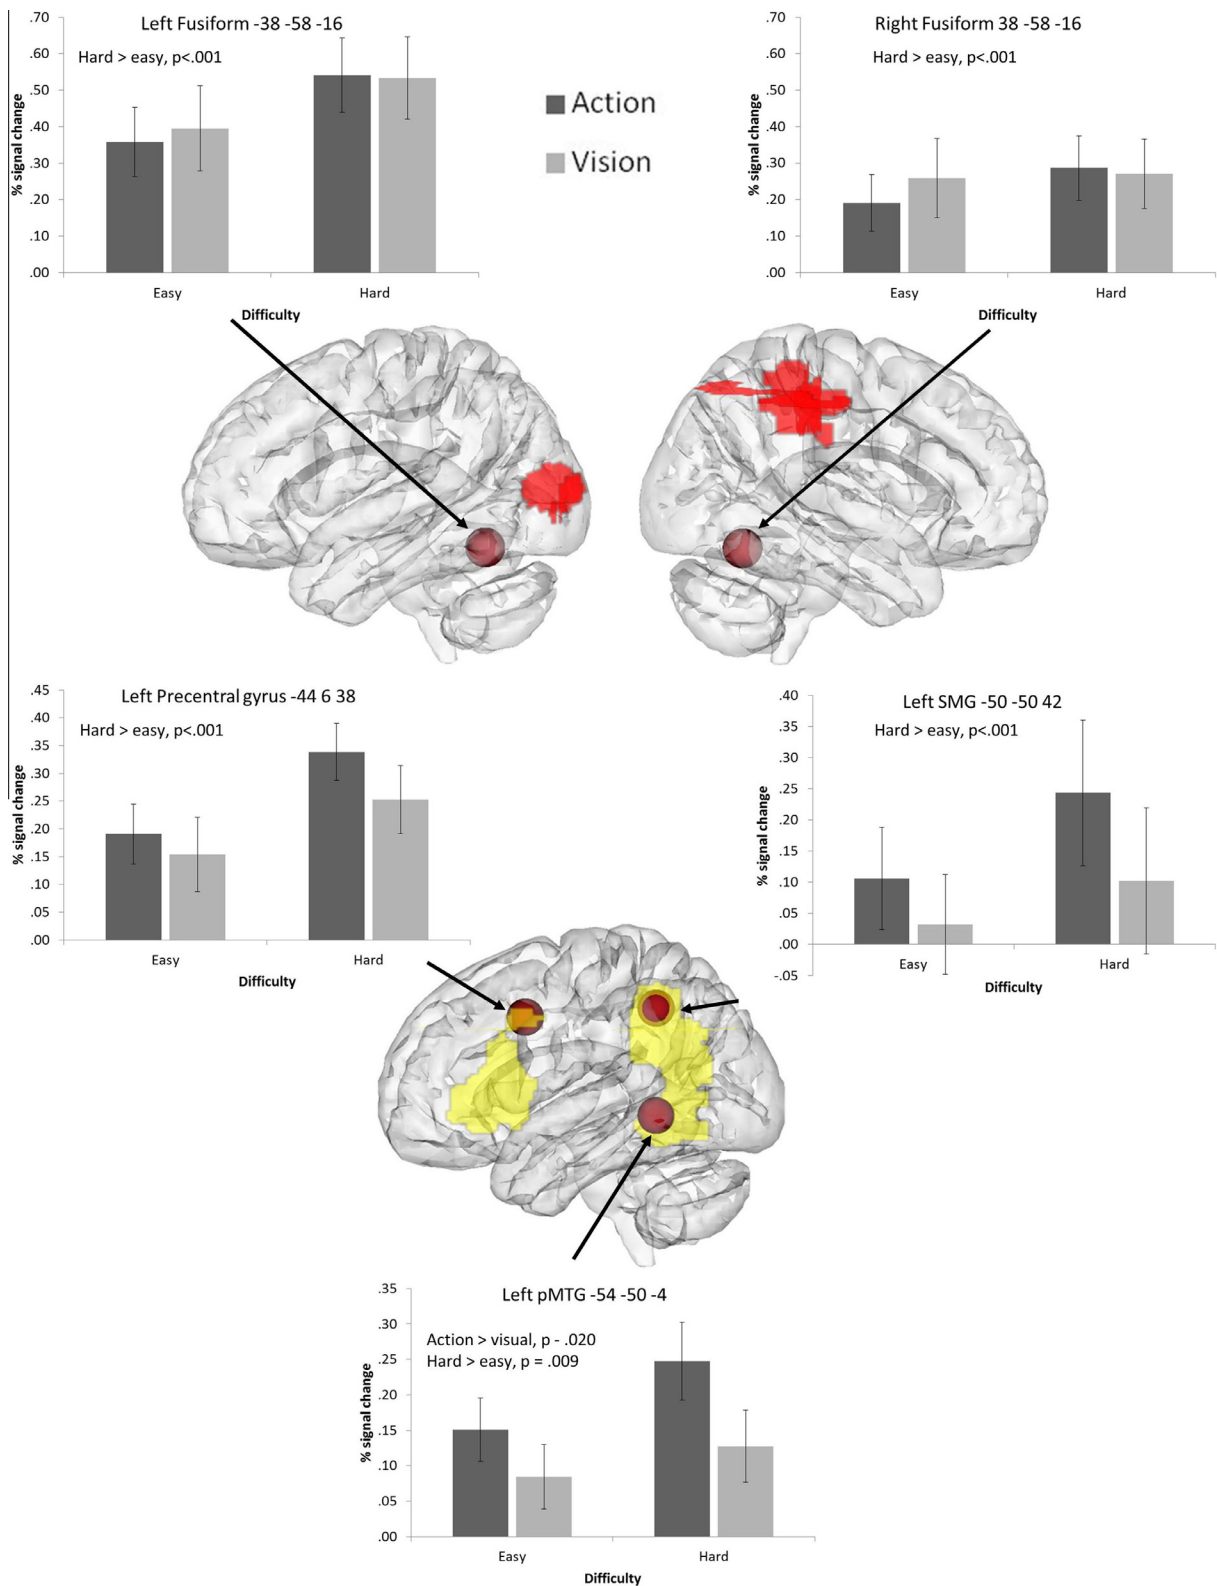 Left Fusiform -38 -58 -16
Hard > easy, p<.001
% signal change
.70
.60
.50
.40
.30
.20
.10
.00
Easy
Hard
Difficulty
Action
Vision
Right Fusiform 38 -58 -16
Hard > easy, p<.001
% signal change
.70
.60
.50
.40
.30
.20
.10
.00
Easy
Hard
Difficulty
Left Precentral gyrus -44 6 38
Hard > easy, p<.001
% signal change
.45
.40
.35
.30
.25
.20
.15
.10
.05
.00
Easy
Hard
Difficulty
Left SMG -50 -50 42
Hard > easy, p<.001
% signal change
.40
.35
.30
.25
.20
.15
.10
.05
.00
-.05
Easy
Hard
Difficulty
Left pMTG -54 -50 -4
Action > visual, p - .020
Hard > easy, p = .009
% signal change
.35
.30
.25
.20
.15
.10
.05
.00
Easy
Hard
Difficulty